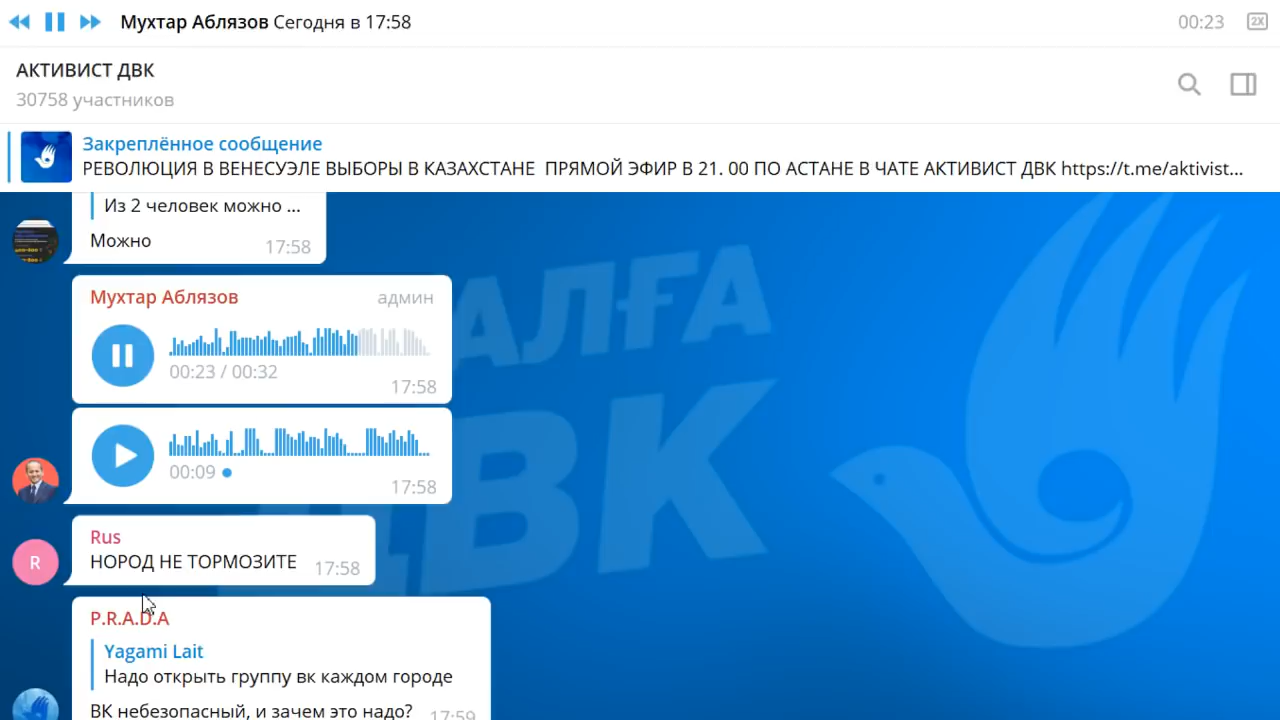 Мухтар Аблязов Сегодня в 17:58
00:23
2X
АКТИВИСТ ДВК
30758 участников
Закреплённое сообщение
РЕВОЛЮЦИЯ В ВЕНЕСУЭЛЕ ВЫБОРЫ В КАЗАХСТАНЕ ПРЯМОЙ ЭФИР В 21. 00 ПО АСТАНЕ В ЧАТЕ АКТИВИСТ ДВК https://t.me/aktivist...
Из 2 человек можно ...
Можно
17:58
Мухтар Аблязов
админ
00:23 / 00:32
17:58
00:09
17:58
Rus
НОРОД НЕ ТОРМОЗИТЕ
17:58
P.R.A.D.A
Yagami Lait
Надо открыть группу вк каждом городе
ВК небезопасный, и зачем это надо?
17:59
R
АЛҒА
ДВК